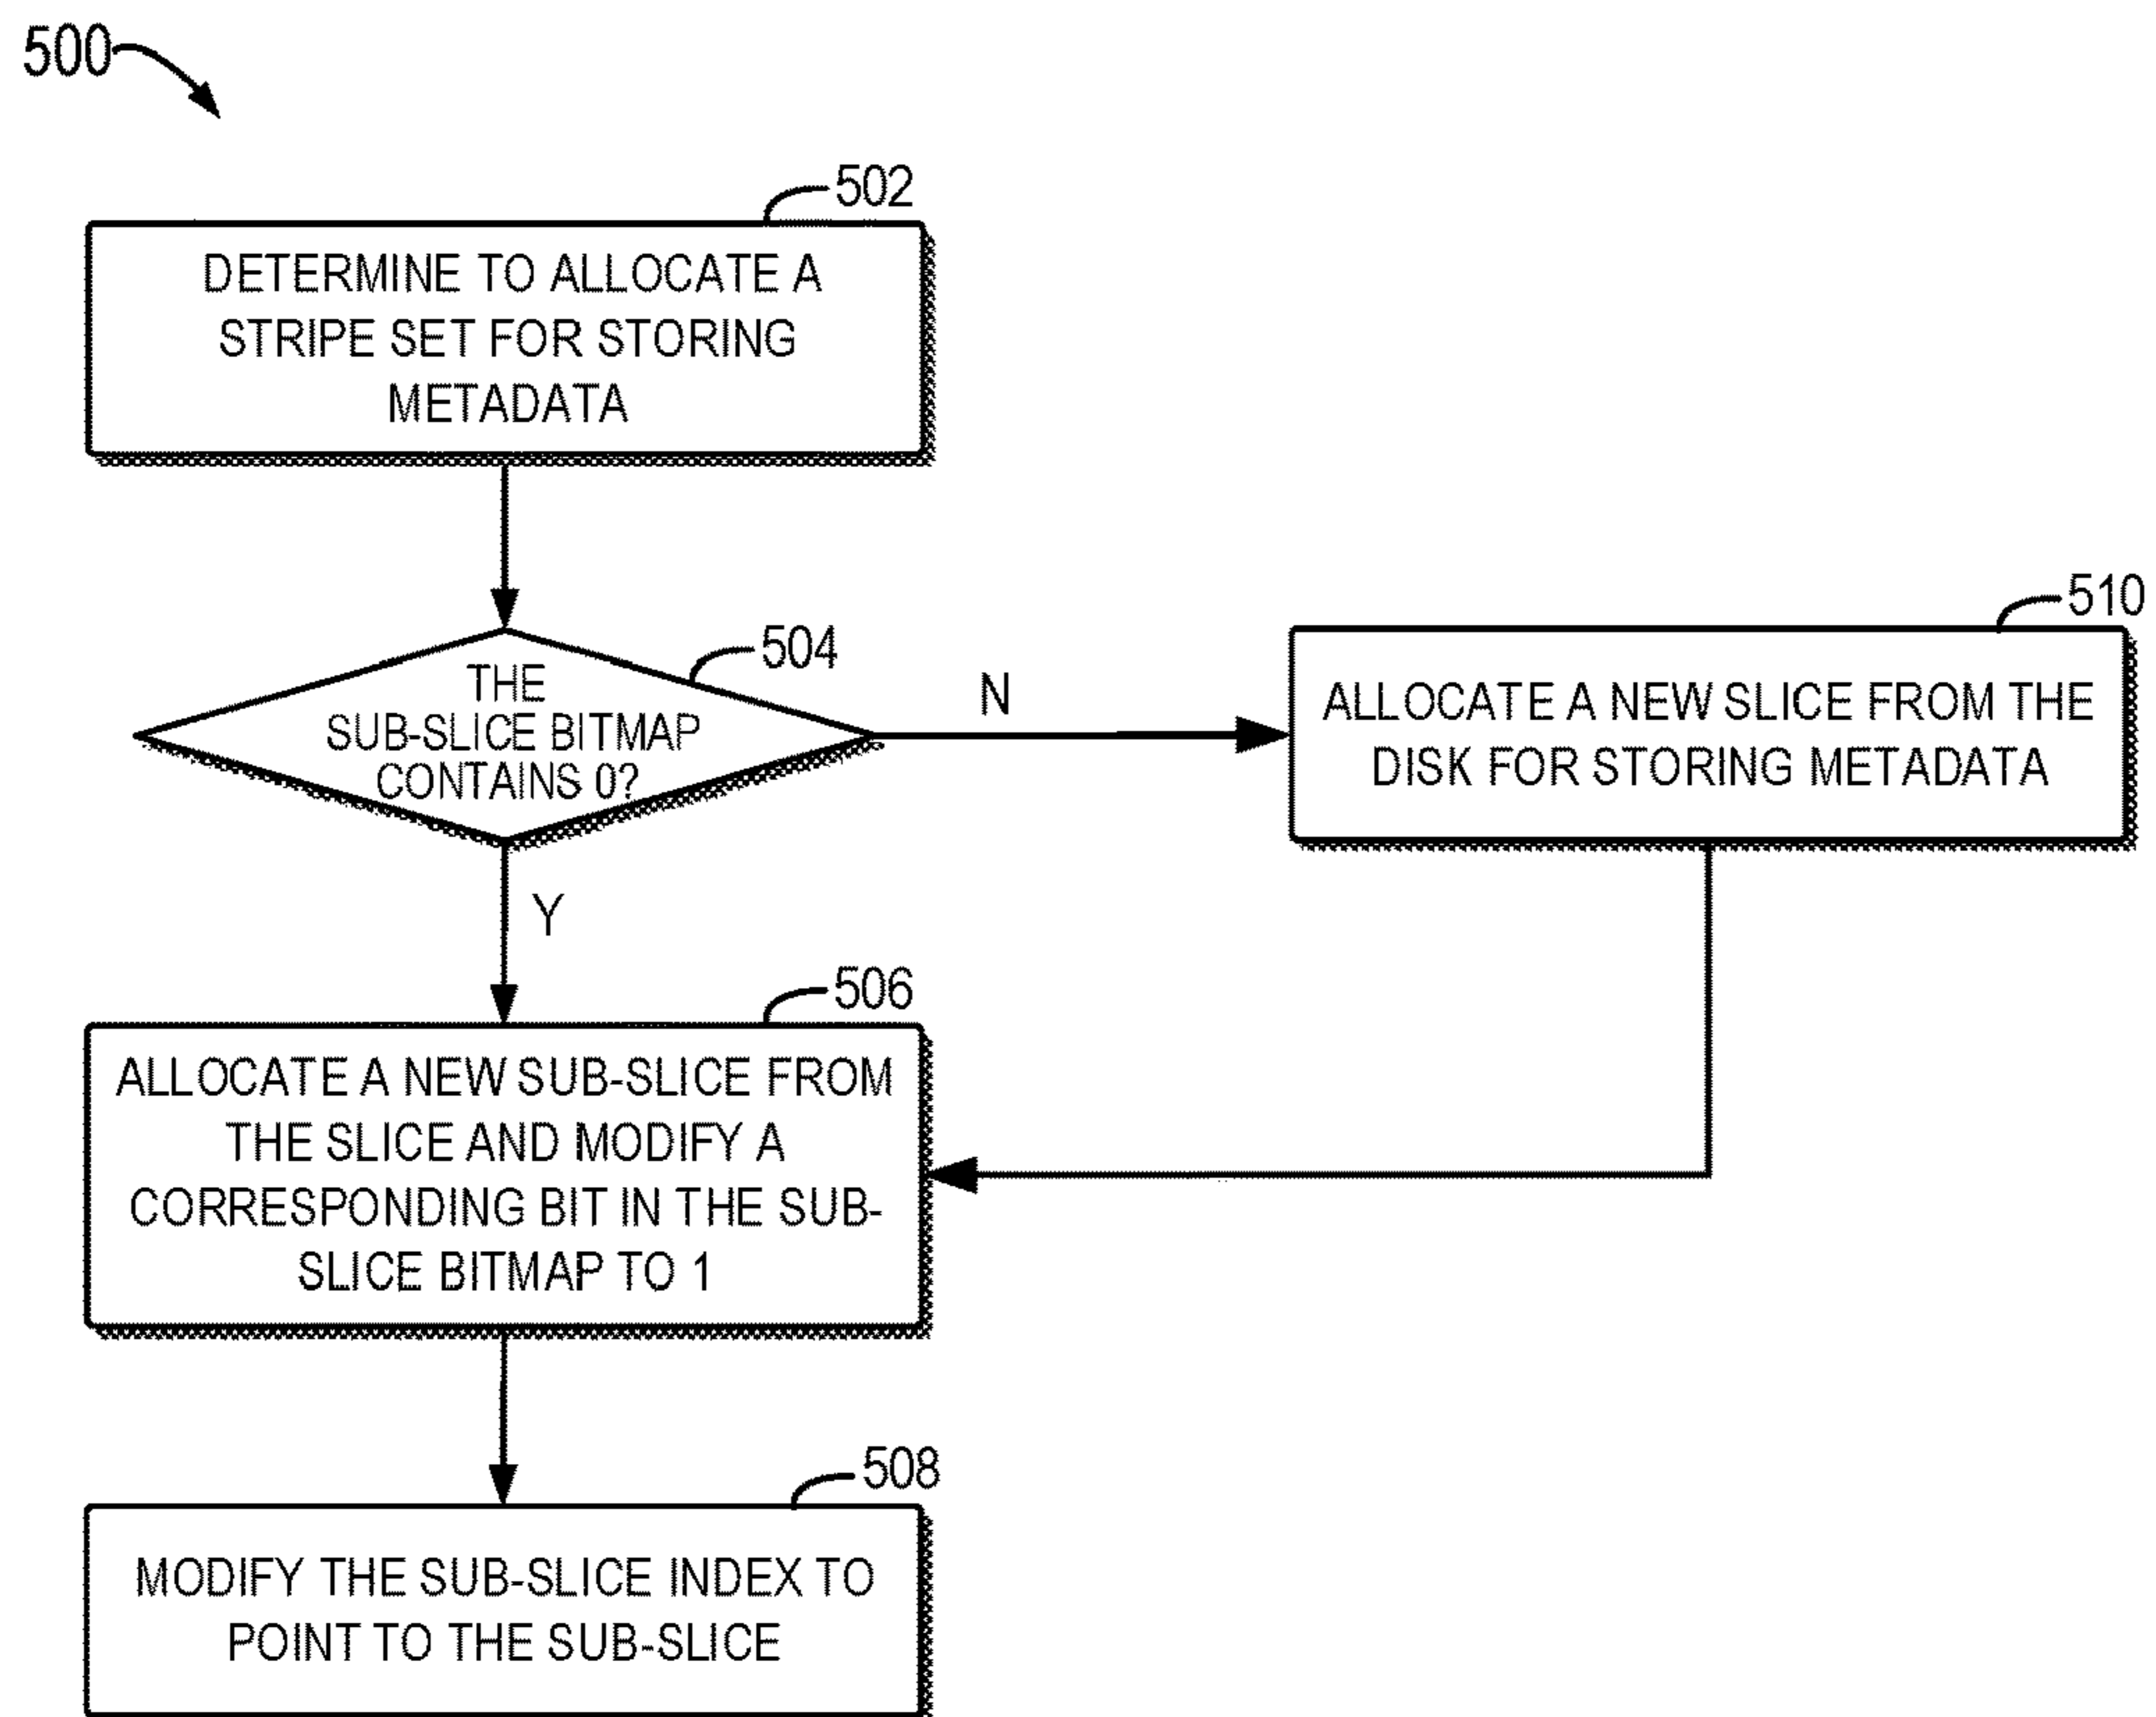 500
502
DETERMINE TO ALLOCATE A
STRIPE SET FOR STORING
METADATA
504
THE
SUB-SLICE BITMAP
CONTAINS 0?
N
510
ALLOCATE A NEW SLICE FROM THE
DISK FOR STORING METADATA
Y
506
ALLOCATE A NEW SUB-SLICE FROM
THE SLICE AND MODIFY A
CORRESPONDING BIT IN THE SUB-
SLICE BITMAP TO 1
508
MODIFY THE SUB-SLICE INDEX TO
POINT TO THE SUB-SLICE